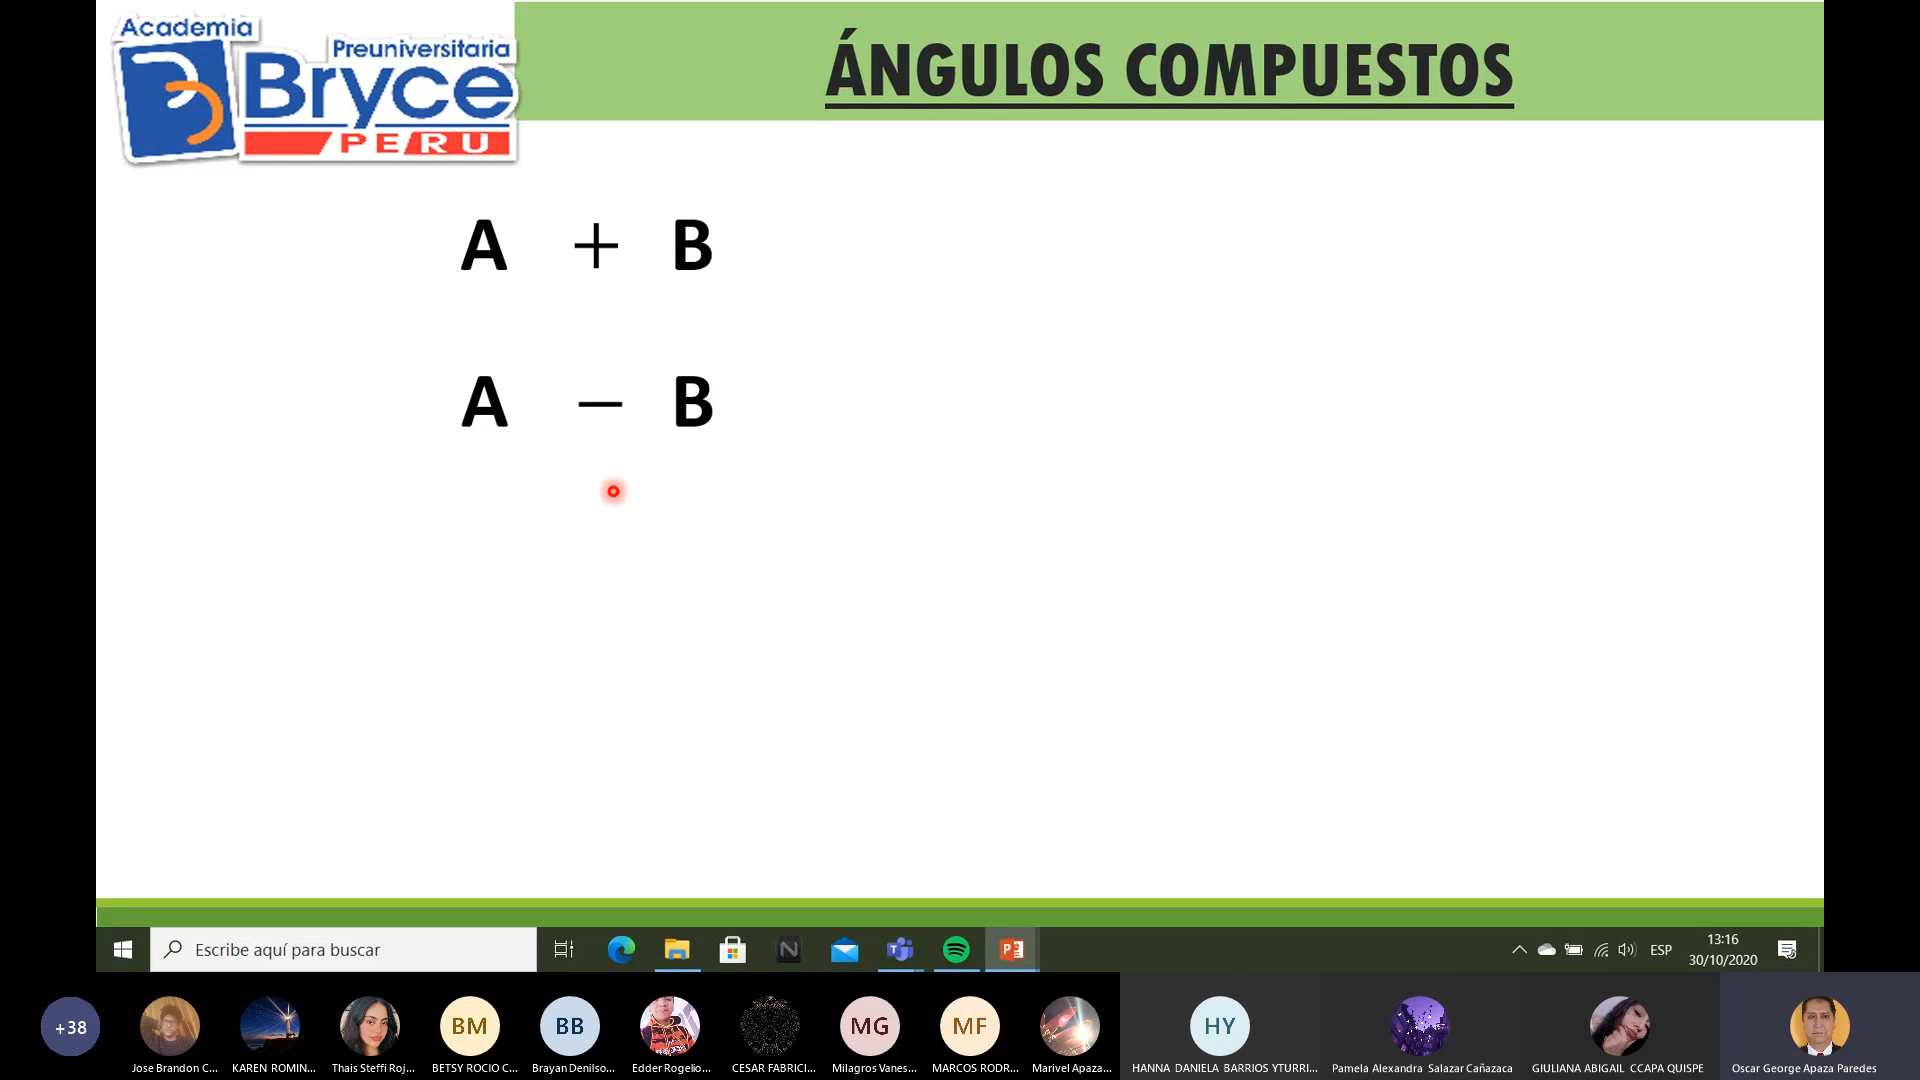 Academia
Preuniversitaria
Bryce
PERU
ÁNGULOS COMPUESTOS
A + B
A − B
Escribe aquí para buscar
ESP
13:16
30/10/2020
+38
BM
BB
MG
MF
HY
Jose Brandon C...
KAREN ROMIN...
Thais Steffi Roj...
BETSY ROCIO C...
Brayan Denilso...
Edder Rogelio...
CESAR FABRICI...
Milagros Vanes...
MARCOS RODR...
Marivel Apaza...
HANNA DANIELA BARRIOS YTURRI...
Pamela Alexandra Salazar Cañazaca
GIULIANA ABIGAIL CCAPA QUISPE
Oscar George Apaza Paredes